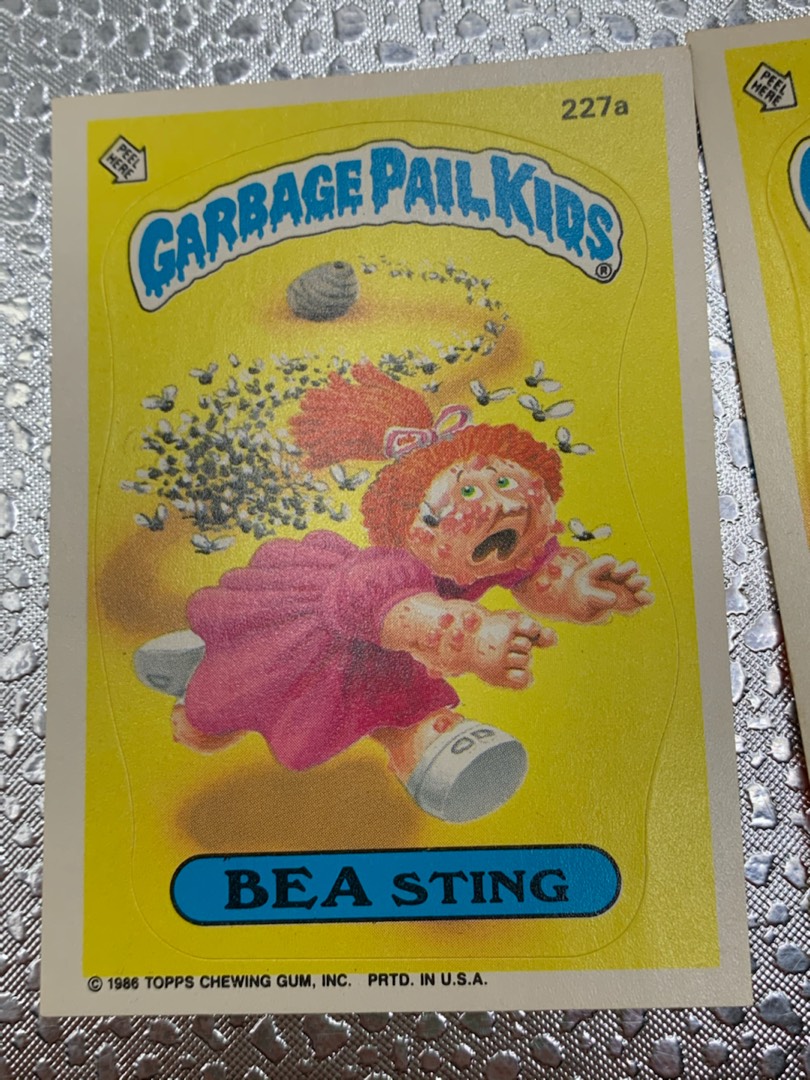 227a
PEEL HERE
GARBAGE PAIL KIDS ®
BEA STING
© 1986 TOPPS CHEWING GUM, INC. PRTD. IN U.S.A.
PEEL HERE